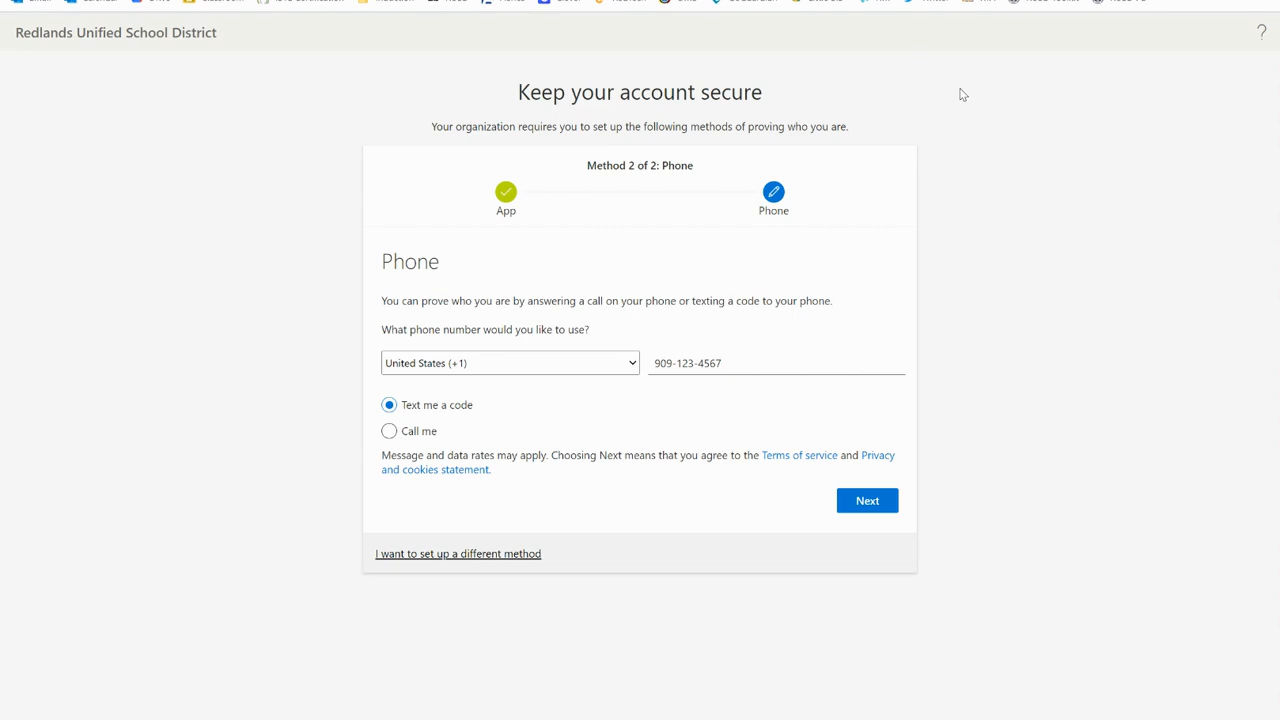 Redlands Unified School District
?
Keep your account secure
Your organization requires you to set up the following methods of proving who you are.
Method 2 of 2: Phone
App
Phone
Phone
You can prove who you are by answering a call on your phone or texting a code to your phone.
What phone number would you like to use?
United States (+1)
909-123-4567
Text me a code
Call me
Message and data rates may apply. Choosing Next means that you agree to the Terms of service and Privacy
and cookies statement.
Next
I want to set up a different method